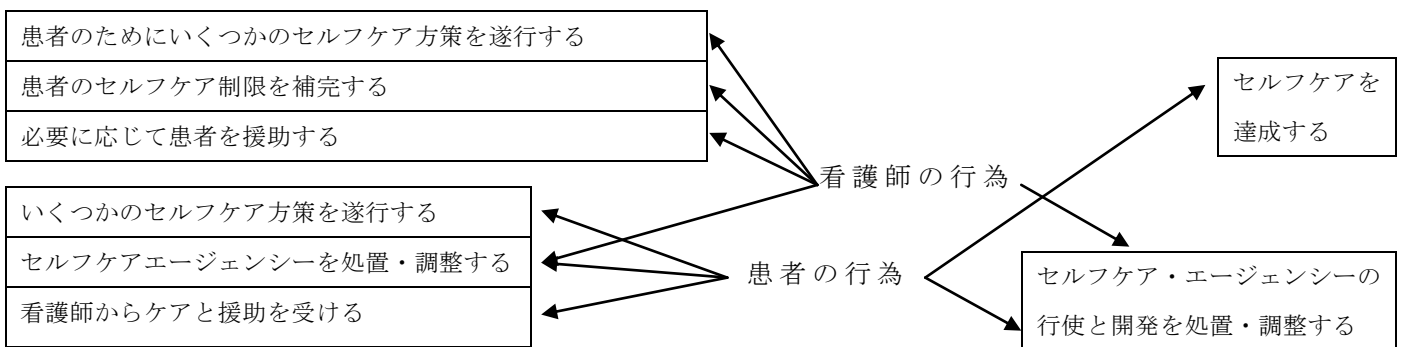 患者のためにいくつかのセルフケア方策を遂行する
患者のセルフケア制限を補完する
必要に応じて患者を援助する
いくつかのセルフケア方策を遂行する
セルフケアエージェンシーを処置・調整する
看護師からケアと援助を受ける
看護師の行為
患者の行為
セルフケアを
達成する
セルフケア・エージェンシーの
行使と開発を処置・調整する